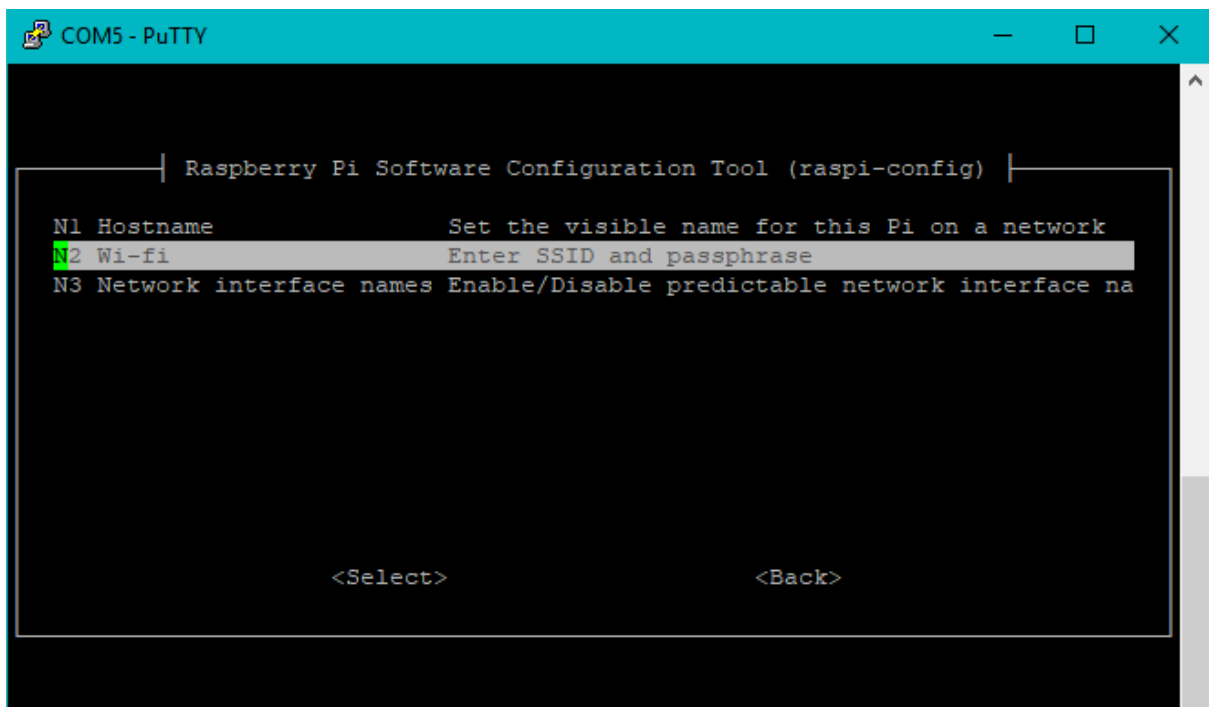 COM5 - PuTTY
Raspberry Pi Software Configuration Tool (raspi-config)
N1 Hostname Set the visible name for this Pi on a network
N2 Wi-fi Enter SSID and passphrase
N3 Network interface names Enable/Disable predictable network interface na
<Select> <Back>